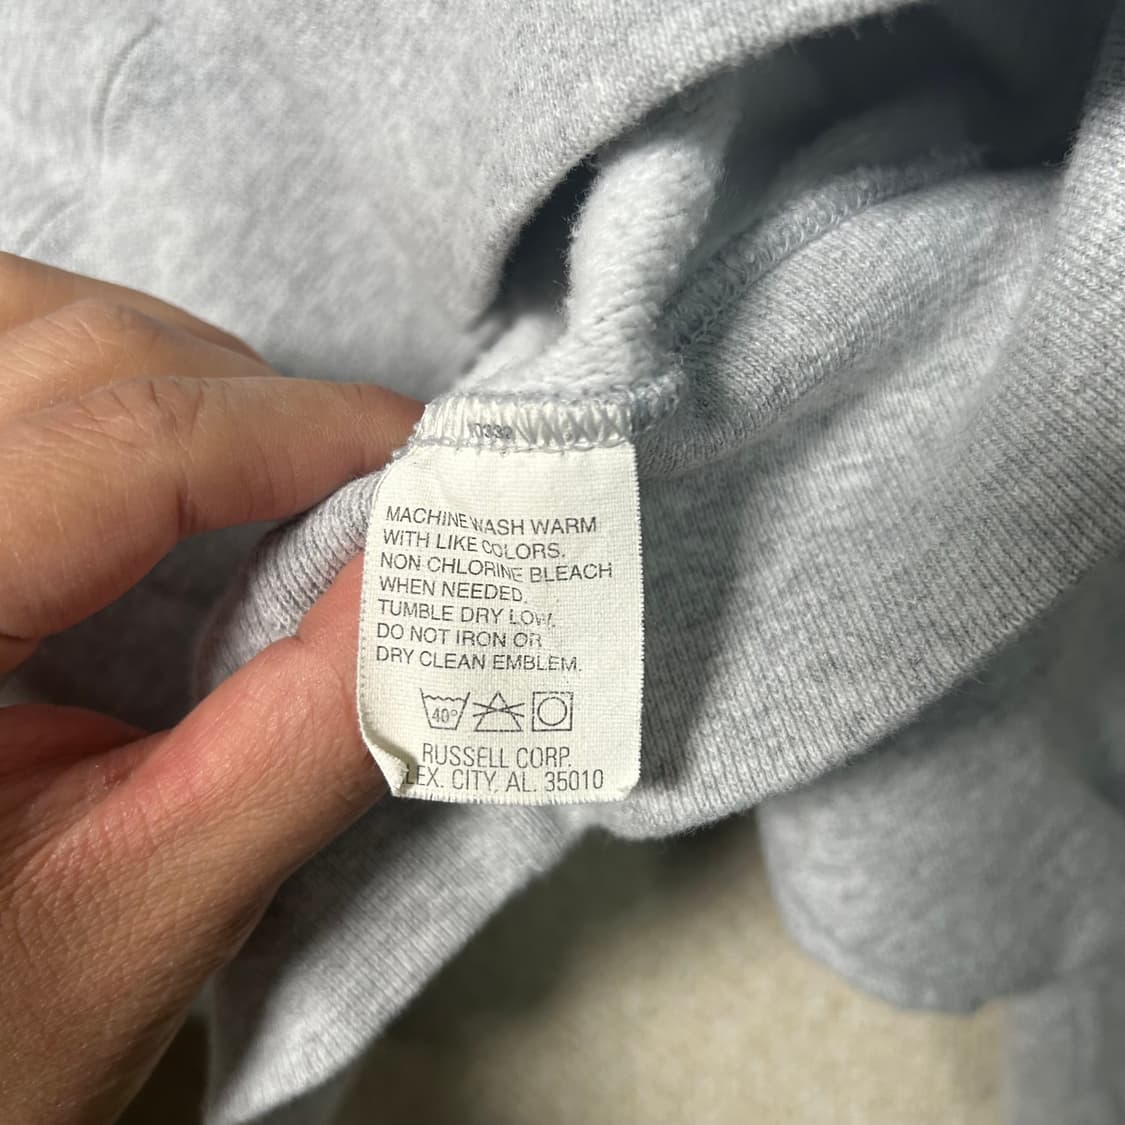 MACHINE WASH WARM
WITH LIKE COLORS.
NON CHLORINE BLEACH
WHEN NEEDED.
TUMBLE DRY LOW.
DO NOT IRON OR
DRY CLEAN EMBLEM.
40°
RUSSELL CORP.
LEX. CITY, AL. 35010